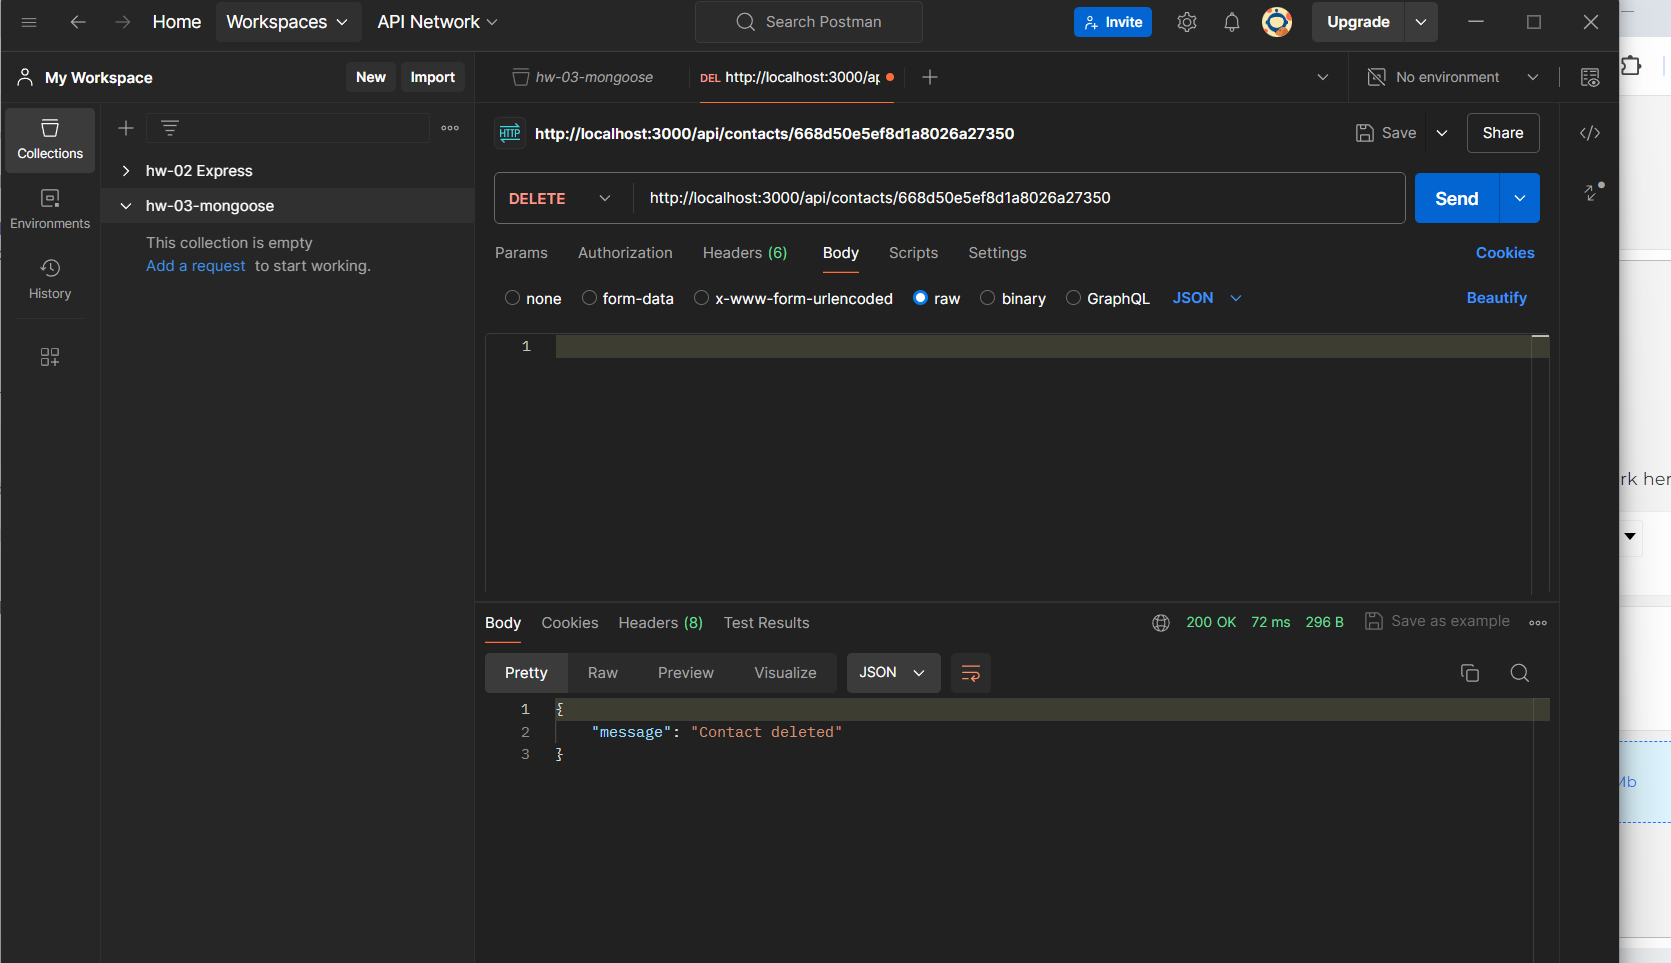 Home Workspaces API Network Search Postman Invite Upgrade
My Workspace New Import hw-03-mongoose DEL http://localhost:3000/ap No environment
Collections
http://localhost:3000/api/contacts/668d50e5ef8d1a8026a27350 Save Share
hw-02 Express
hw-03-mongoose
DELETE http://localhost:3000/api/contacts/668d50e5ef8d1a8026a27350 Send
Environments
This collection is empty
Add a request to start working.
History
Params Authorization Headers (6) Body Scripts Settings Cookies
none form-data x-www-form-urlencoded raw binary GraphQL JSON Beautify
1
rk her
Body Cookies Headers (8) Test Results 200 OK 72 ms 296 B Save as example
Pretty Raw Preview Visualize JSON
1 {
2 "message": "Contact deleted"
3 }
Mb